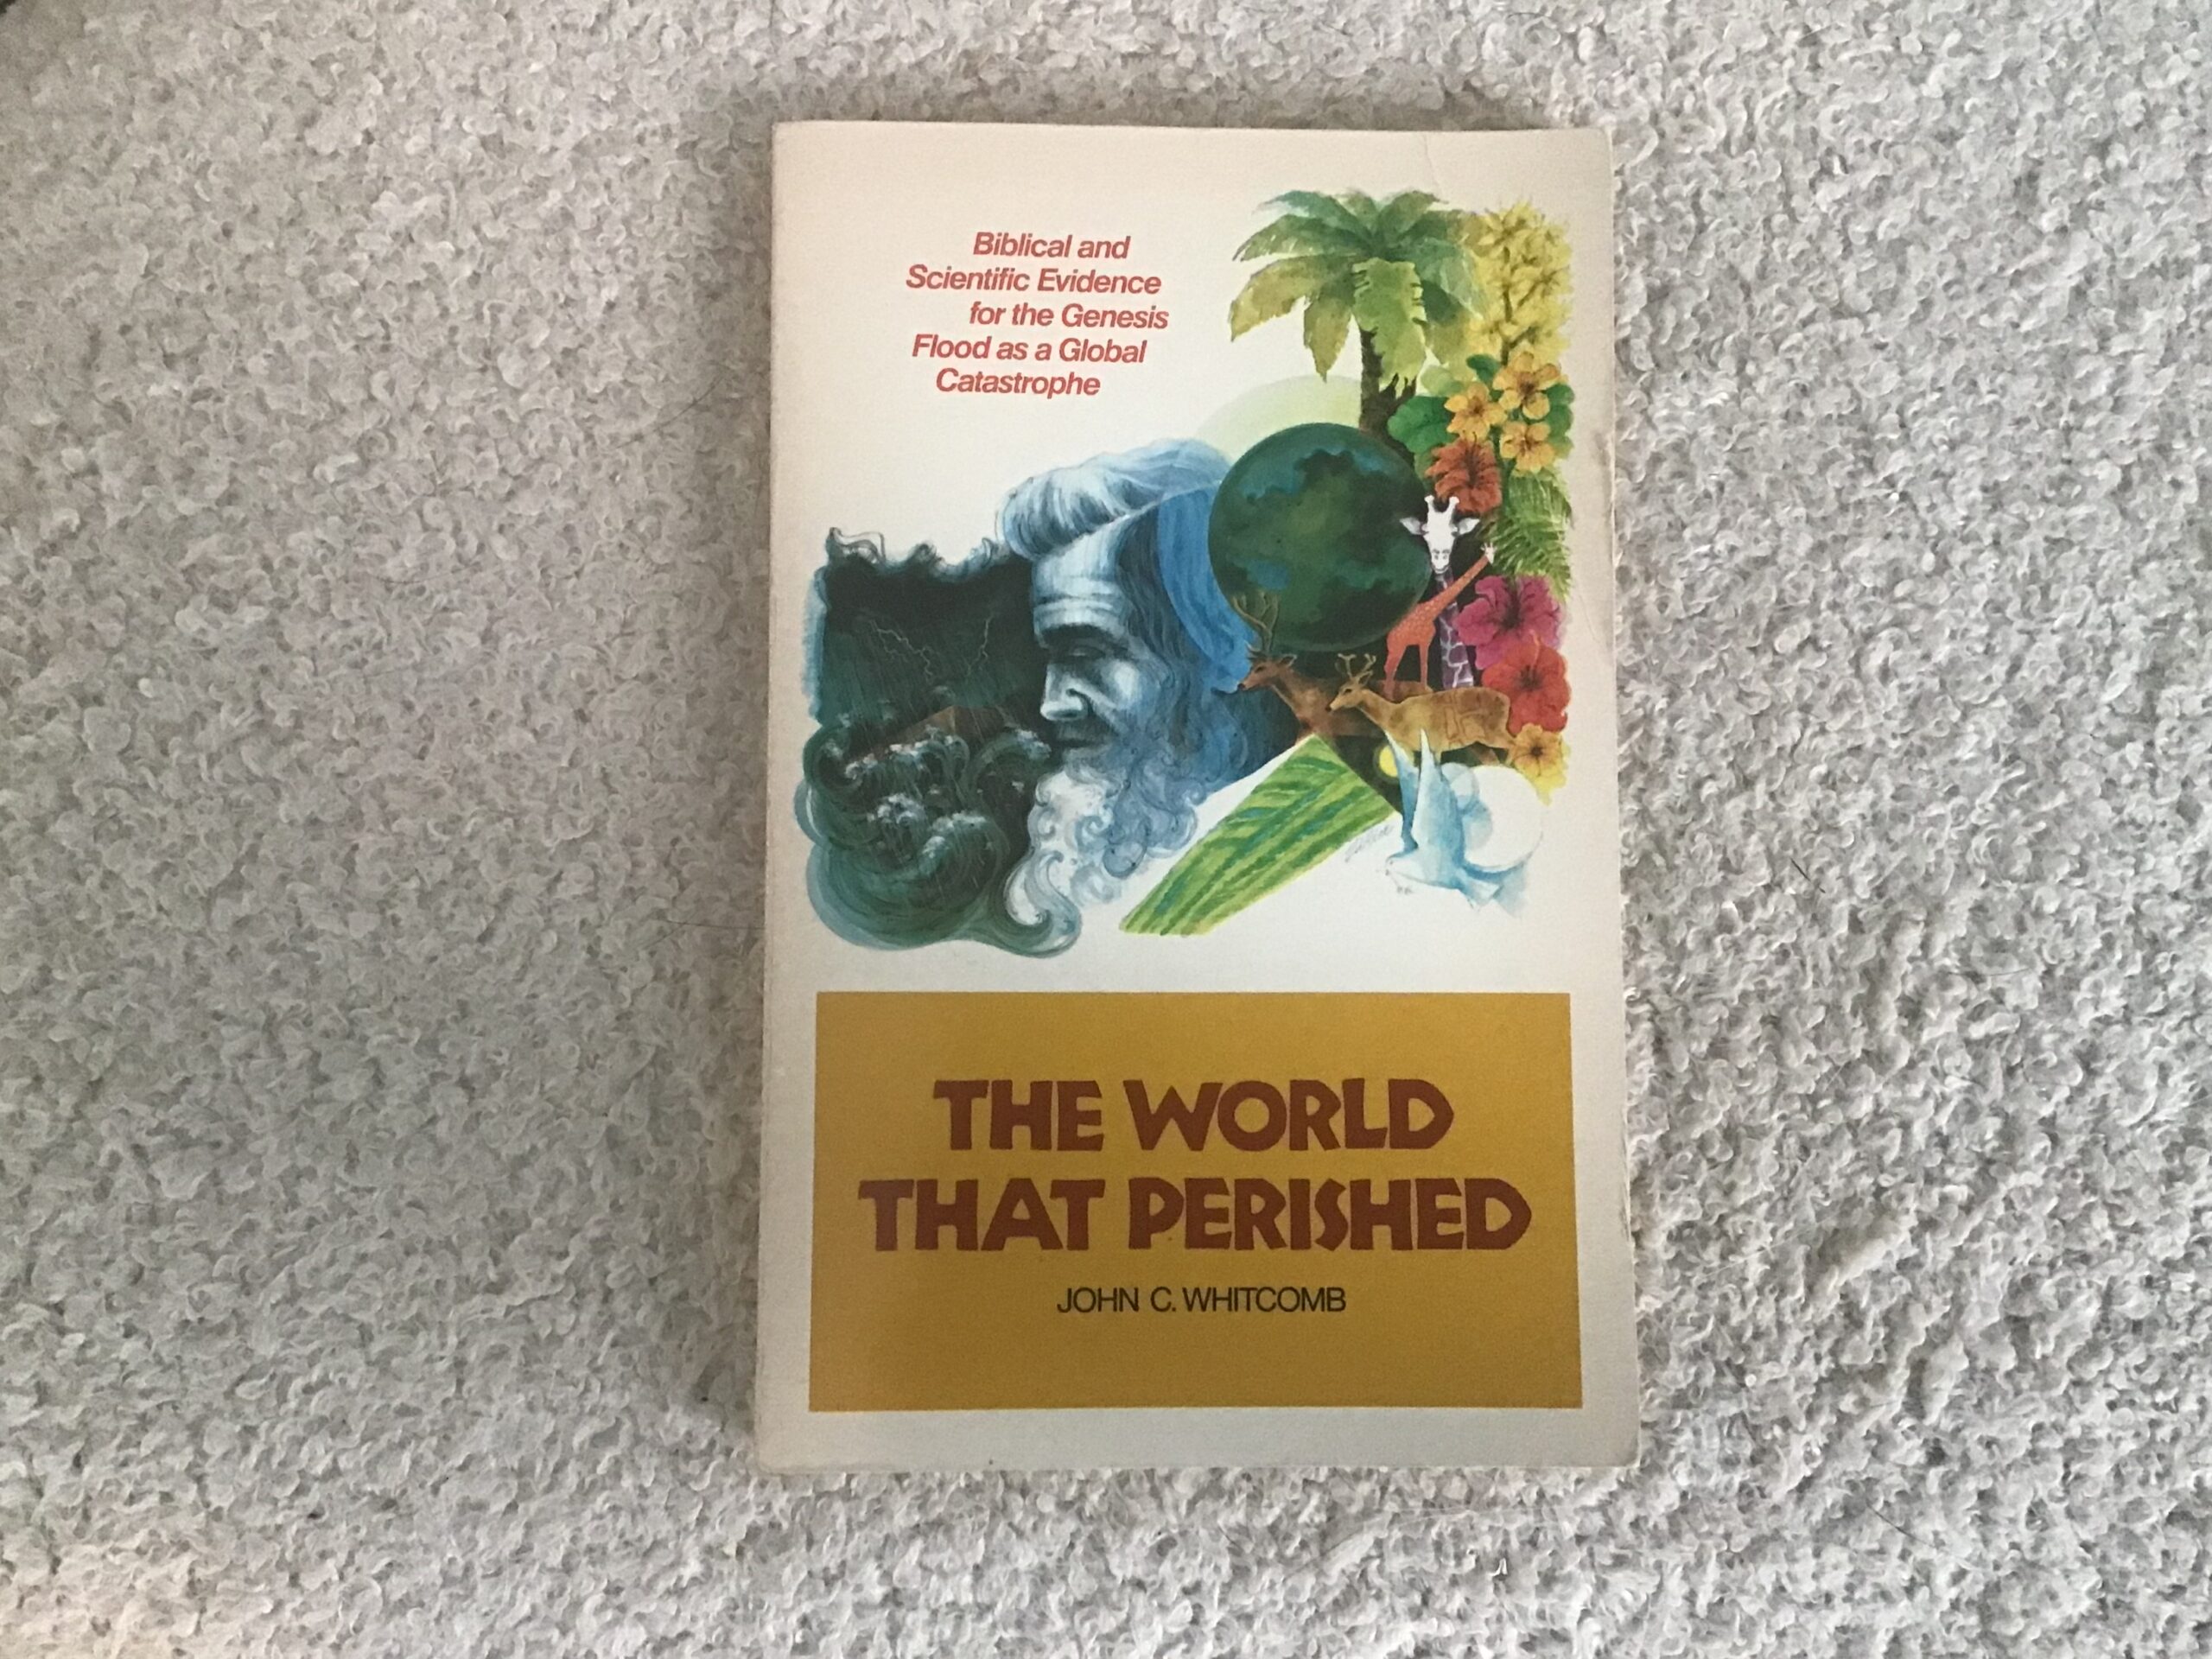 Biblical and
Scientific Evidence
for the Genesis
Flood as a Global
Catastrophe
THE WORLD
THAT PERISHED
JOHN C. WHITCOMB